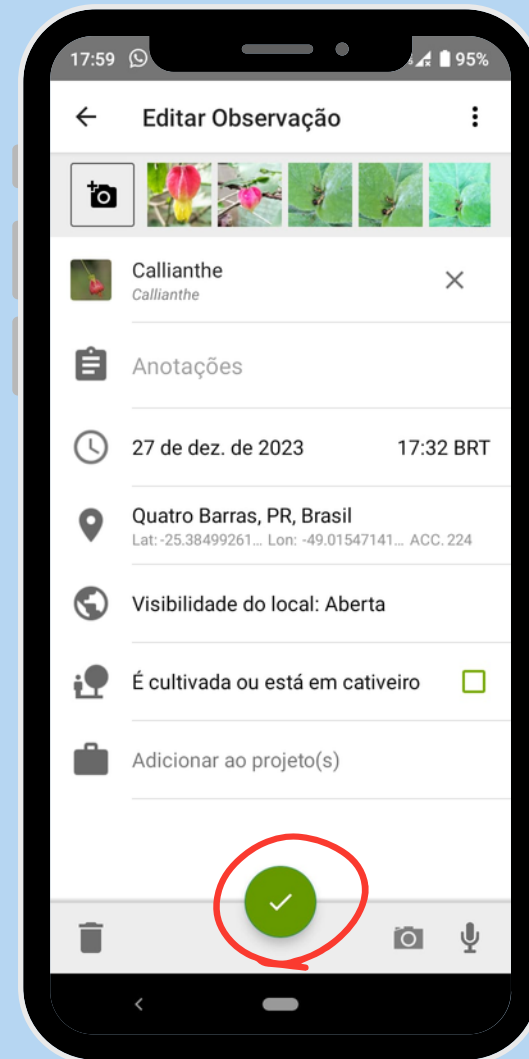 17:59 95%
Editar Observação
Callianthe
Callianthe
Anotações
27 de dez. de 2023 17:32 BRT
Quatro Barras, PR, Brasil
Lat: -25.38499261... Lon: -49.01547141... ACC. 224
Visibilidade do local: Aberta
É cultivada ou está em cativeiro
Adicionar ao projeto(s)